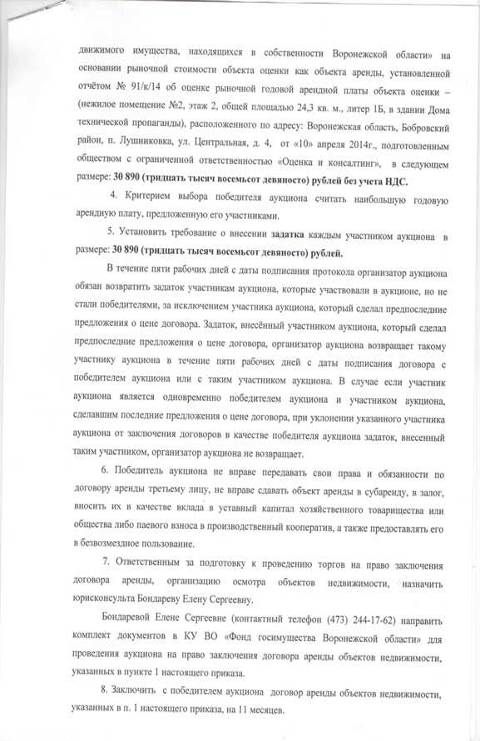 движимого имущества, находящихся в собственности Воронежской области» на
основании рыночной стоимости объекта оценки как объекта аренды, установленной
отчётом № 91/к/14 об оценке рыночной годовой арендной платы объекта оценки –
(нежилое помещение №2, этаж 2, общей площадью 24,3 кв. м., литер 1Б, в здании Дома
технической пропаганды), расположенного по адресу: Воронежская область, Бобровский
район, п. Лушниковка, ул. Центральная, д. 4, от «10» апреля 2014г., подготовленным
обществом с ограниченной ответственностью «Оценка и консалтинг», в следующем
размере: 30 890 (тридцать тысяч восемьсот девяносто) рублей без учета НДС.
4. Критерием выбора победителя аукциона считать наибольшую годовую
арендную плату, предложенную его участниками.
5. Установить требование о внесении задатка каждым участником аукциона в
размере: 30 890 (тридцать тысяч восемьсот девяносто) рублей.
В течение пяти рабочих дней с даты подписания протокола организатор аукциона
обязан возвратить задаток участникам аукциона, которые участвовали в аукционе, но не
стали победителями, за исключением участника аукциона, который сделал предпоследние
предложения о цене договора. Задаток, внесённый участником аукциона, который сделал
предпоследние предложения о цене договора, организатор аукциона возвращает такому
участнику аукциона в течение пяти рабочих дней с даты подписания договора с
победителем аукциона или с таким участником аукциона. В случае если участник
аукциона является одновременно победителем аукциона и участником аукциона,
сделавшим последние предложения о цене договора, при уклонении указанного участника
аукциона от заключения договоров в качестве победителя аукциона задаток, внесенный
таким участником, организатор аукциона не возвращает.
6. Победитель аукциона не вправе передавать свои права и обязанности по
договору аренды третьему лицу, не вправе сдавать объект аренды в субаренду, в залог,
вносить их в качестве вклада в уставный капитал хозяйственного товарищества или
общества либо паевого взноса в производственный кооператив, а также предоставлять его
в безвозмездное пользование.
7. Ответственным за подготовку к проведению торгов на право заключения
договора аренды, организацию осмотра объектов недвижимости, назначить
юрисконсульта Бондареву Елену Сергеевну.
Бондаревой Елене Сергеевне (контактный телефон (473) 244-17-62) направить
комплект документов в КУ ВО «Фонд госимущества Воронежской области» для
проведения аукциона на право заключения договора аренды объектов недвижимости,
указанных в пункте 1 настоящего приказа.
8. Заключить с победителем аукциона договор аренды объектов недвижимости,
указанных в п. 1 настоящего приказа, на 11 месяцев.